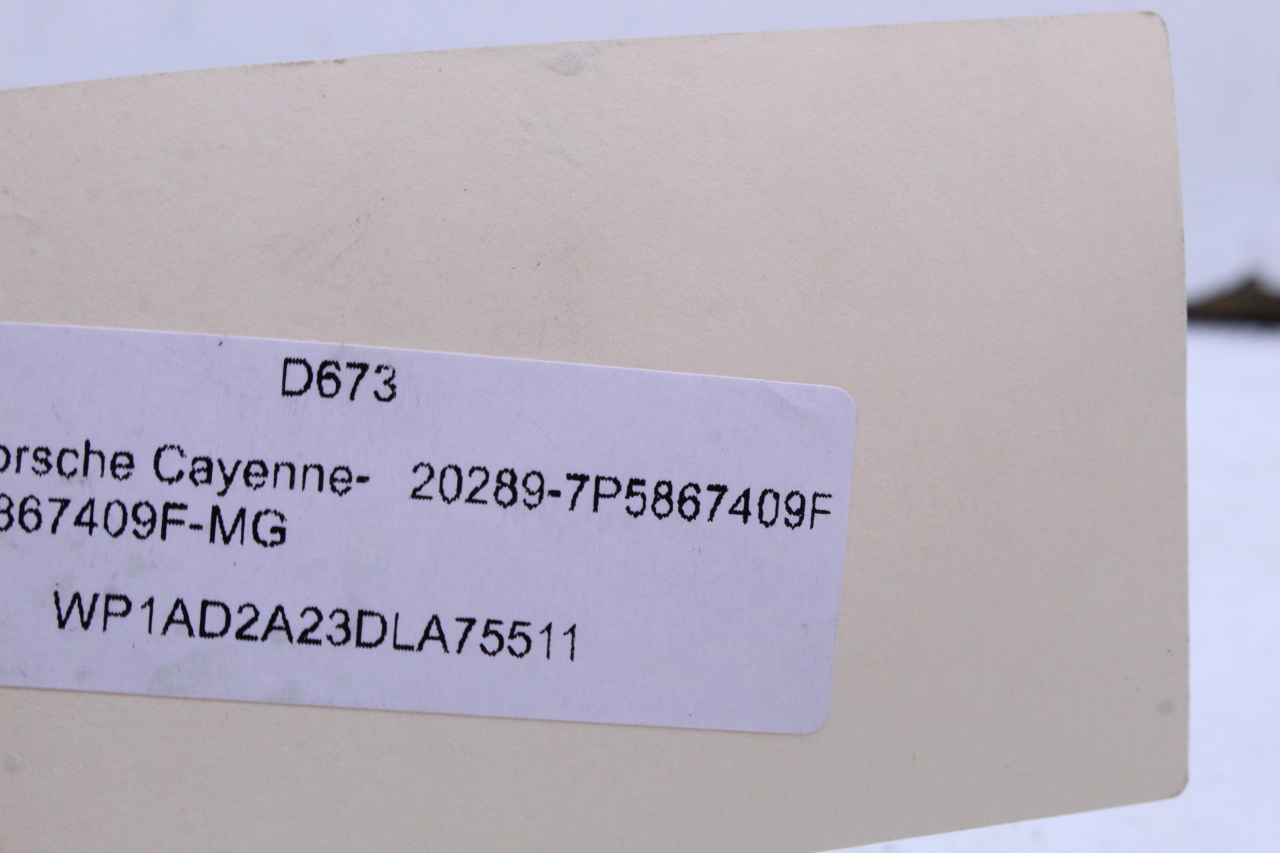 D673
orsche Cayenne- 20289-7P5867409F
867409F-MG
WP1AD2A23DLA75511